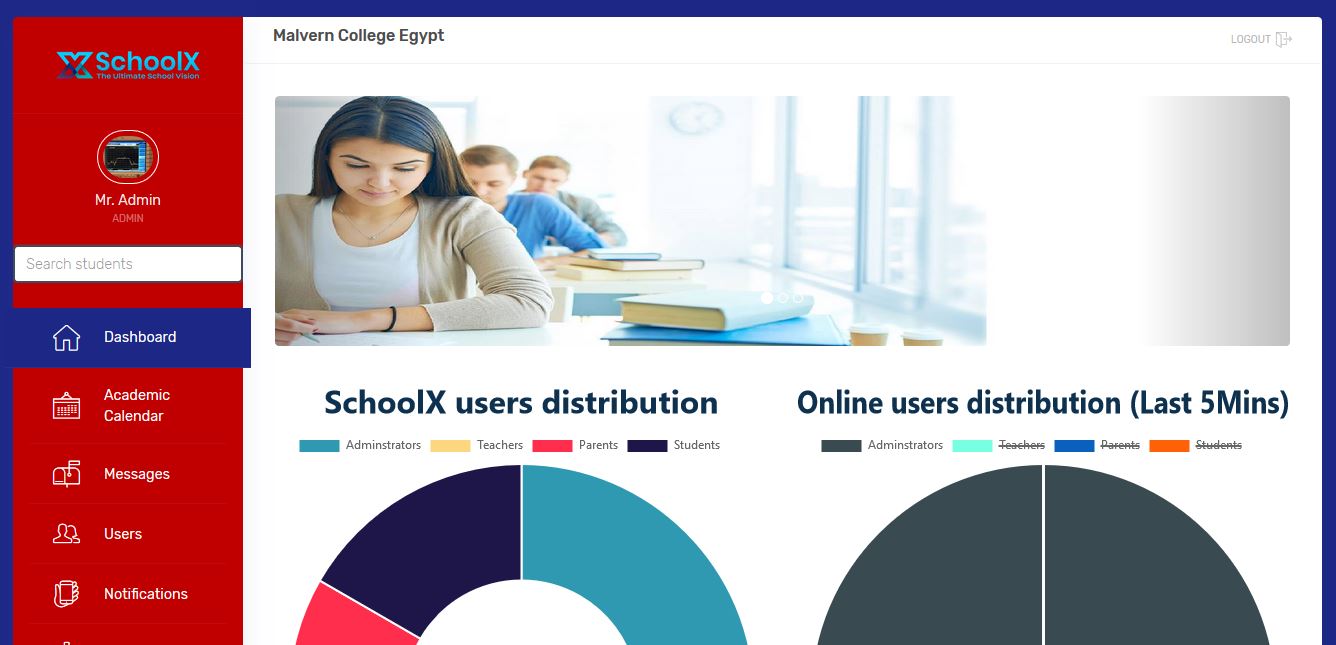 SchoolX
The Ultimate School Vision
Malvern College Egypt
LOGOUT
Mr. Admin
ADMIN
Search students
Dashboard
Academic
Calendar
Messages
Users
Notifications
SchoolX users distribution
Adminstrators Teachers Parents Students
Online users distribution (Last 5Mins)
Adminstrators Teachers Parents Students